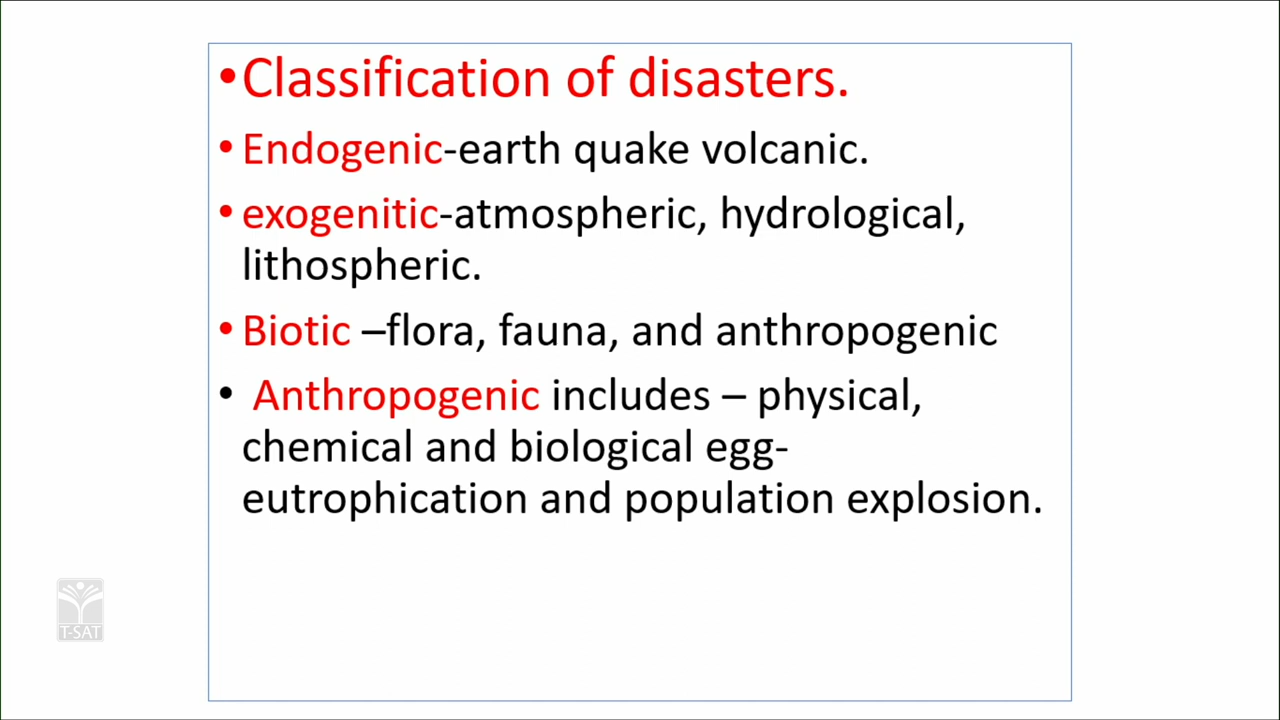 •Classification of disasters.
• Endogenic-earth quake volcanic.
• exogenitic-atmospheric, hydrological,
lithospheric.
• Biotic –flora, fauna, and anthropogenic
• Anthropogenic includes – physical,
chemical and biological egg-
eutrophication and population explosion.
T-SAT